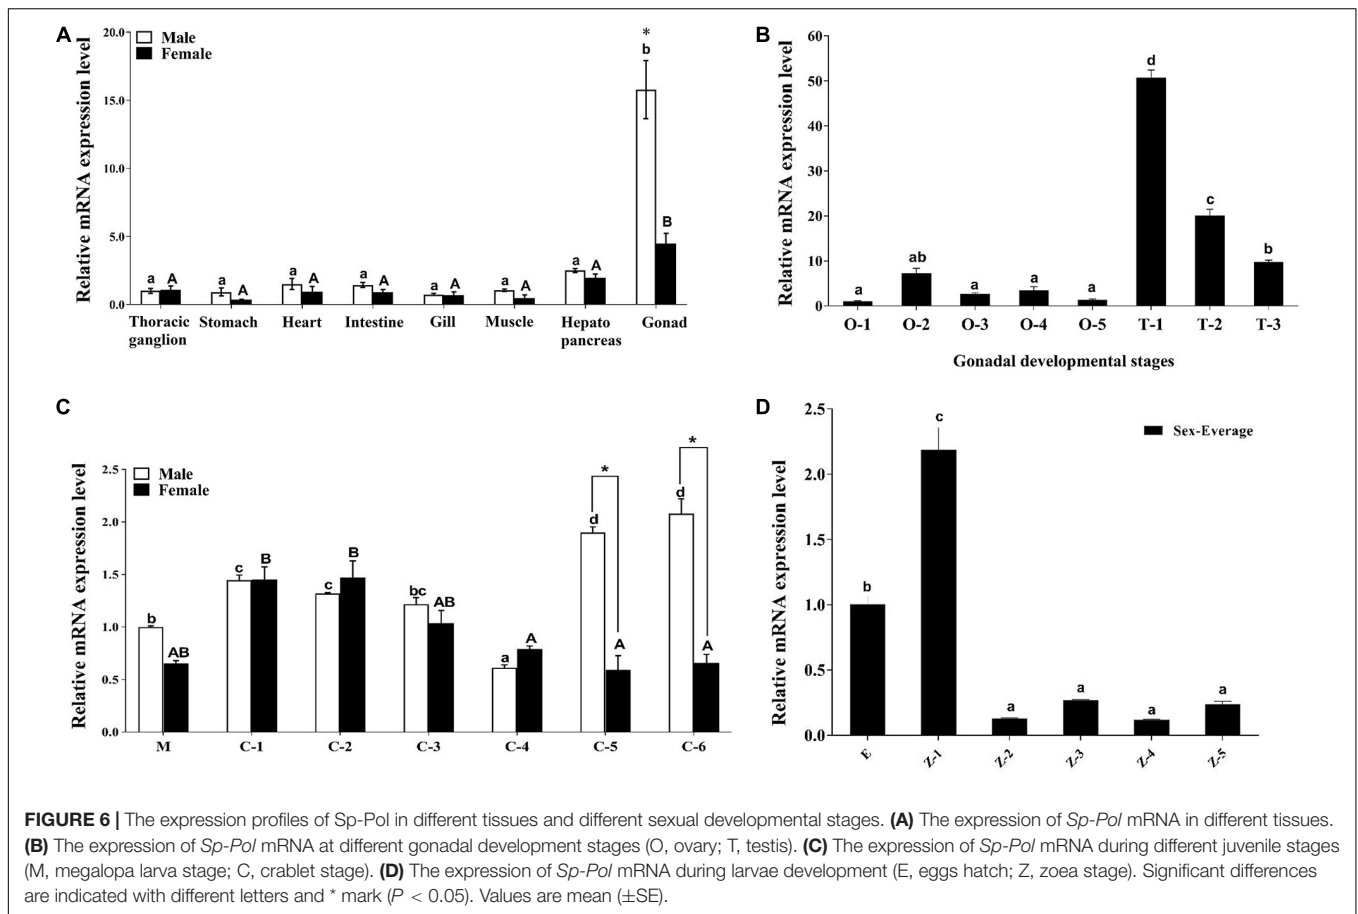 A
Relative mRNA expression level
20.0
15.0
10.0
5.0
0.0
Male
Female
a A
a A
a A
a A
a A
a A
a A
* b B
Thoracic ganglion
Stomach
Heart
Intestine
Gill
Muscle
Hepato pancreas
Gonad
B
Relative mRNA expression level
60
50
40
30
20
10
0
a ab a a a d c b
O-1 O-2 O-3 O-4 O-5 T-1 T-2 T-3
Gonadal developmental stages
C
Relative mRNA expression level
2.5
2.0
1.5
1.0
0.5
0.0
Male
Female
b AB
c B
c B
bc AB
a A
* d A
* d A
M C-1 C-2 C-3 C-4 C-5 C-6
D
Relative mRNA expression level
2.5
2.0
1.5
1.0
0.5
0.0
Sex-Everage
b c a a a a
E Z-1 Z-2 Z-3 Z-4 Z-5
FIGURE 6 | The expression profiles of Sp-Pol in different tissues and different sexual developmental stages. (A) The expression of Sp-Pol mRNA in different tissues.
(B) The expression of Sp-Pol mRNA at different gonadal development stages (O, ovary; T, testis). (C) The expression of Sp-Pol mRNA during different juvenile stages
(M, megalopa larva stage; C, crablet stage). (D) The expression of Sp-Pol mRNA during larvae development (E, eggs hatch; Z, zoea stage). Significant differences
are indicated with different letters and * mark (P < 0.05). Values are mean (±SE).